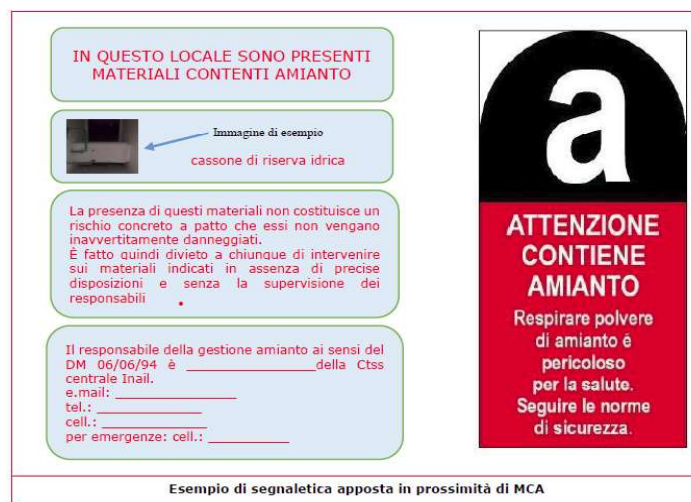 IN QUESTO LOCALE SONO PRESENTI
MATERIALI CONTENTI AMIANTO
Immagine di esempio
cassone di riserva idrica
La presenza di questi materiali non costituisce un
rischio concreto a patto che essi non vengano
inavvertitamente danneggiati.
È fatto quindi divieto a chiunque di intervenire
sui materiali indicati in assenza di precise
disposizioni e senza la supervisione dei
responsabili
Il responsabile della gestione amianto ai sensi del
DM 06/06/94 è __________________della Ctss
centrale Inail.
e.mail: _________________
tel.: _______________
cell.: _______________
per emergenze: cell.: ___________
a
ATTENZIONE
CONTIENE
AMIANTO
Respirare polvere
di amianto é
pericoloso
per la salute.
Seguire le norme
di sicurezza.
Esempio di segnaletica apposta in prossimità di MCA